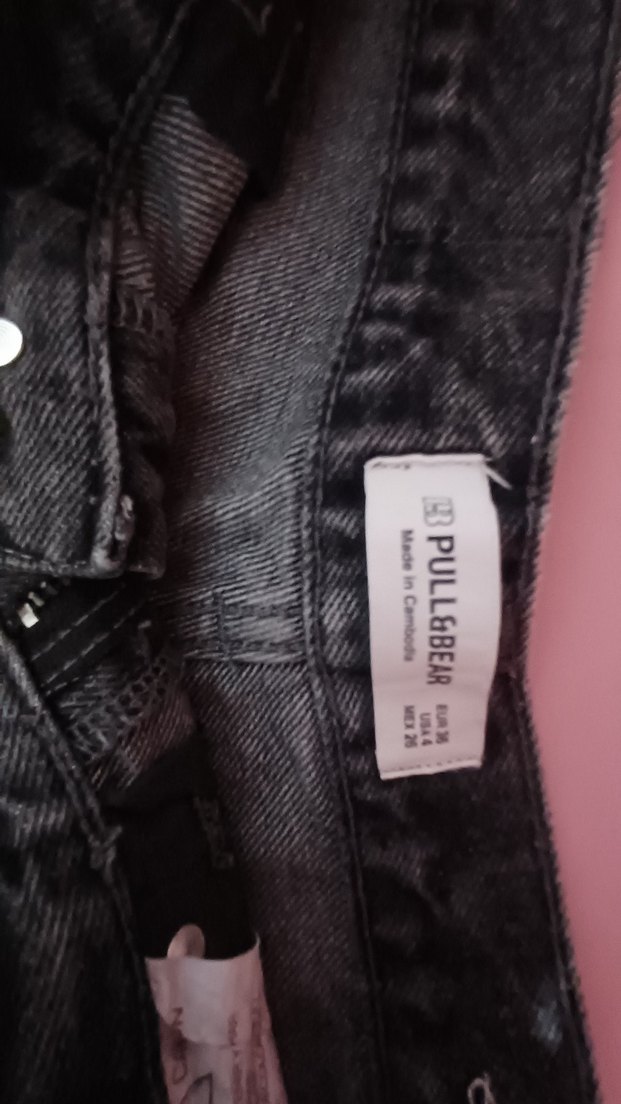 PULL&BEAR
Made in Cambodia
EUR 36
USA 4
MEX 26